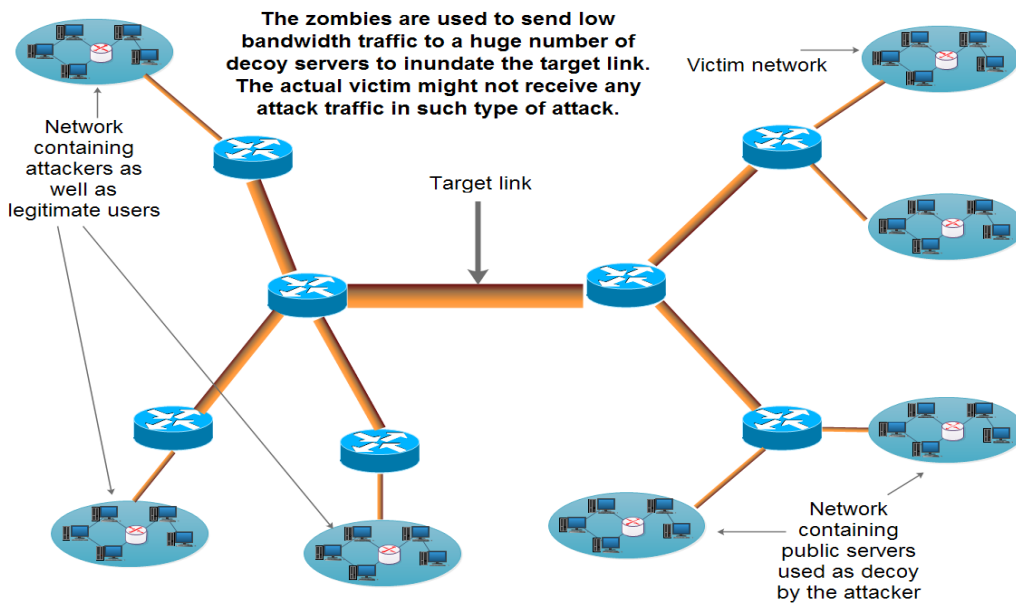 The zombies are used to send low
bandwidth traffic to a huge number of
decoy servers to inundate the target link.
The actual victim might not receive any
attack traffic in such type of attack.
Victim network
Network
containing
attackers as
well as
legitimate users
Target link
Network
containing
public servers
used as decoy
by the attacker